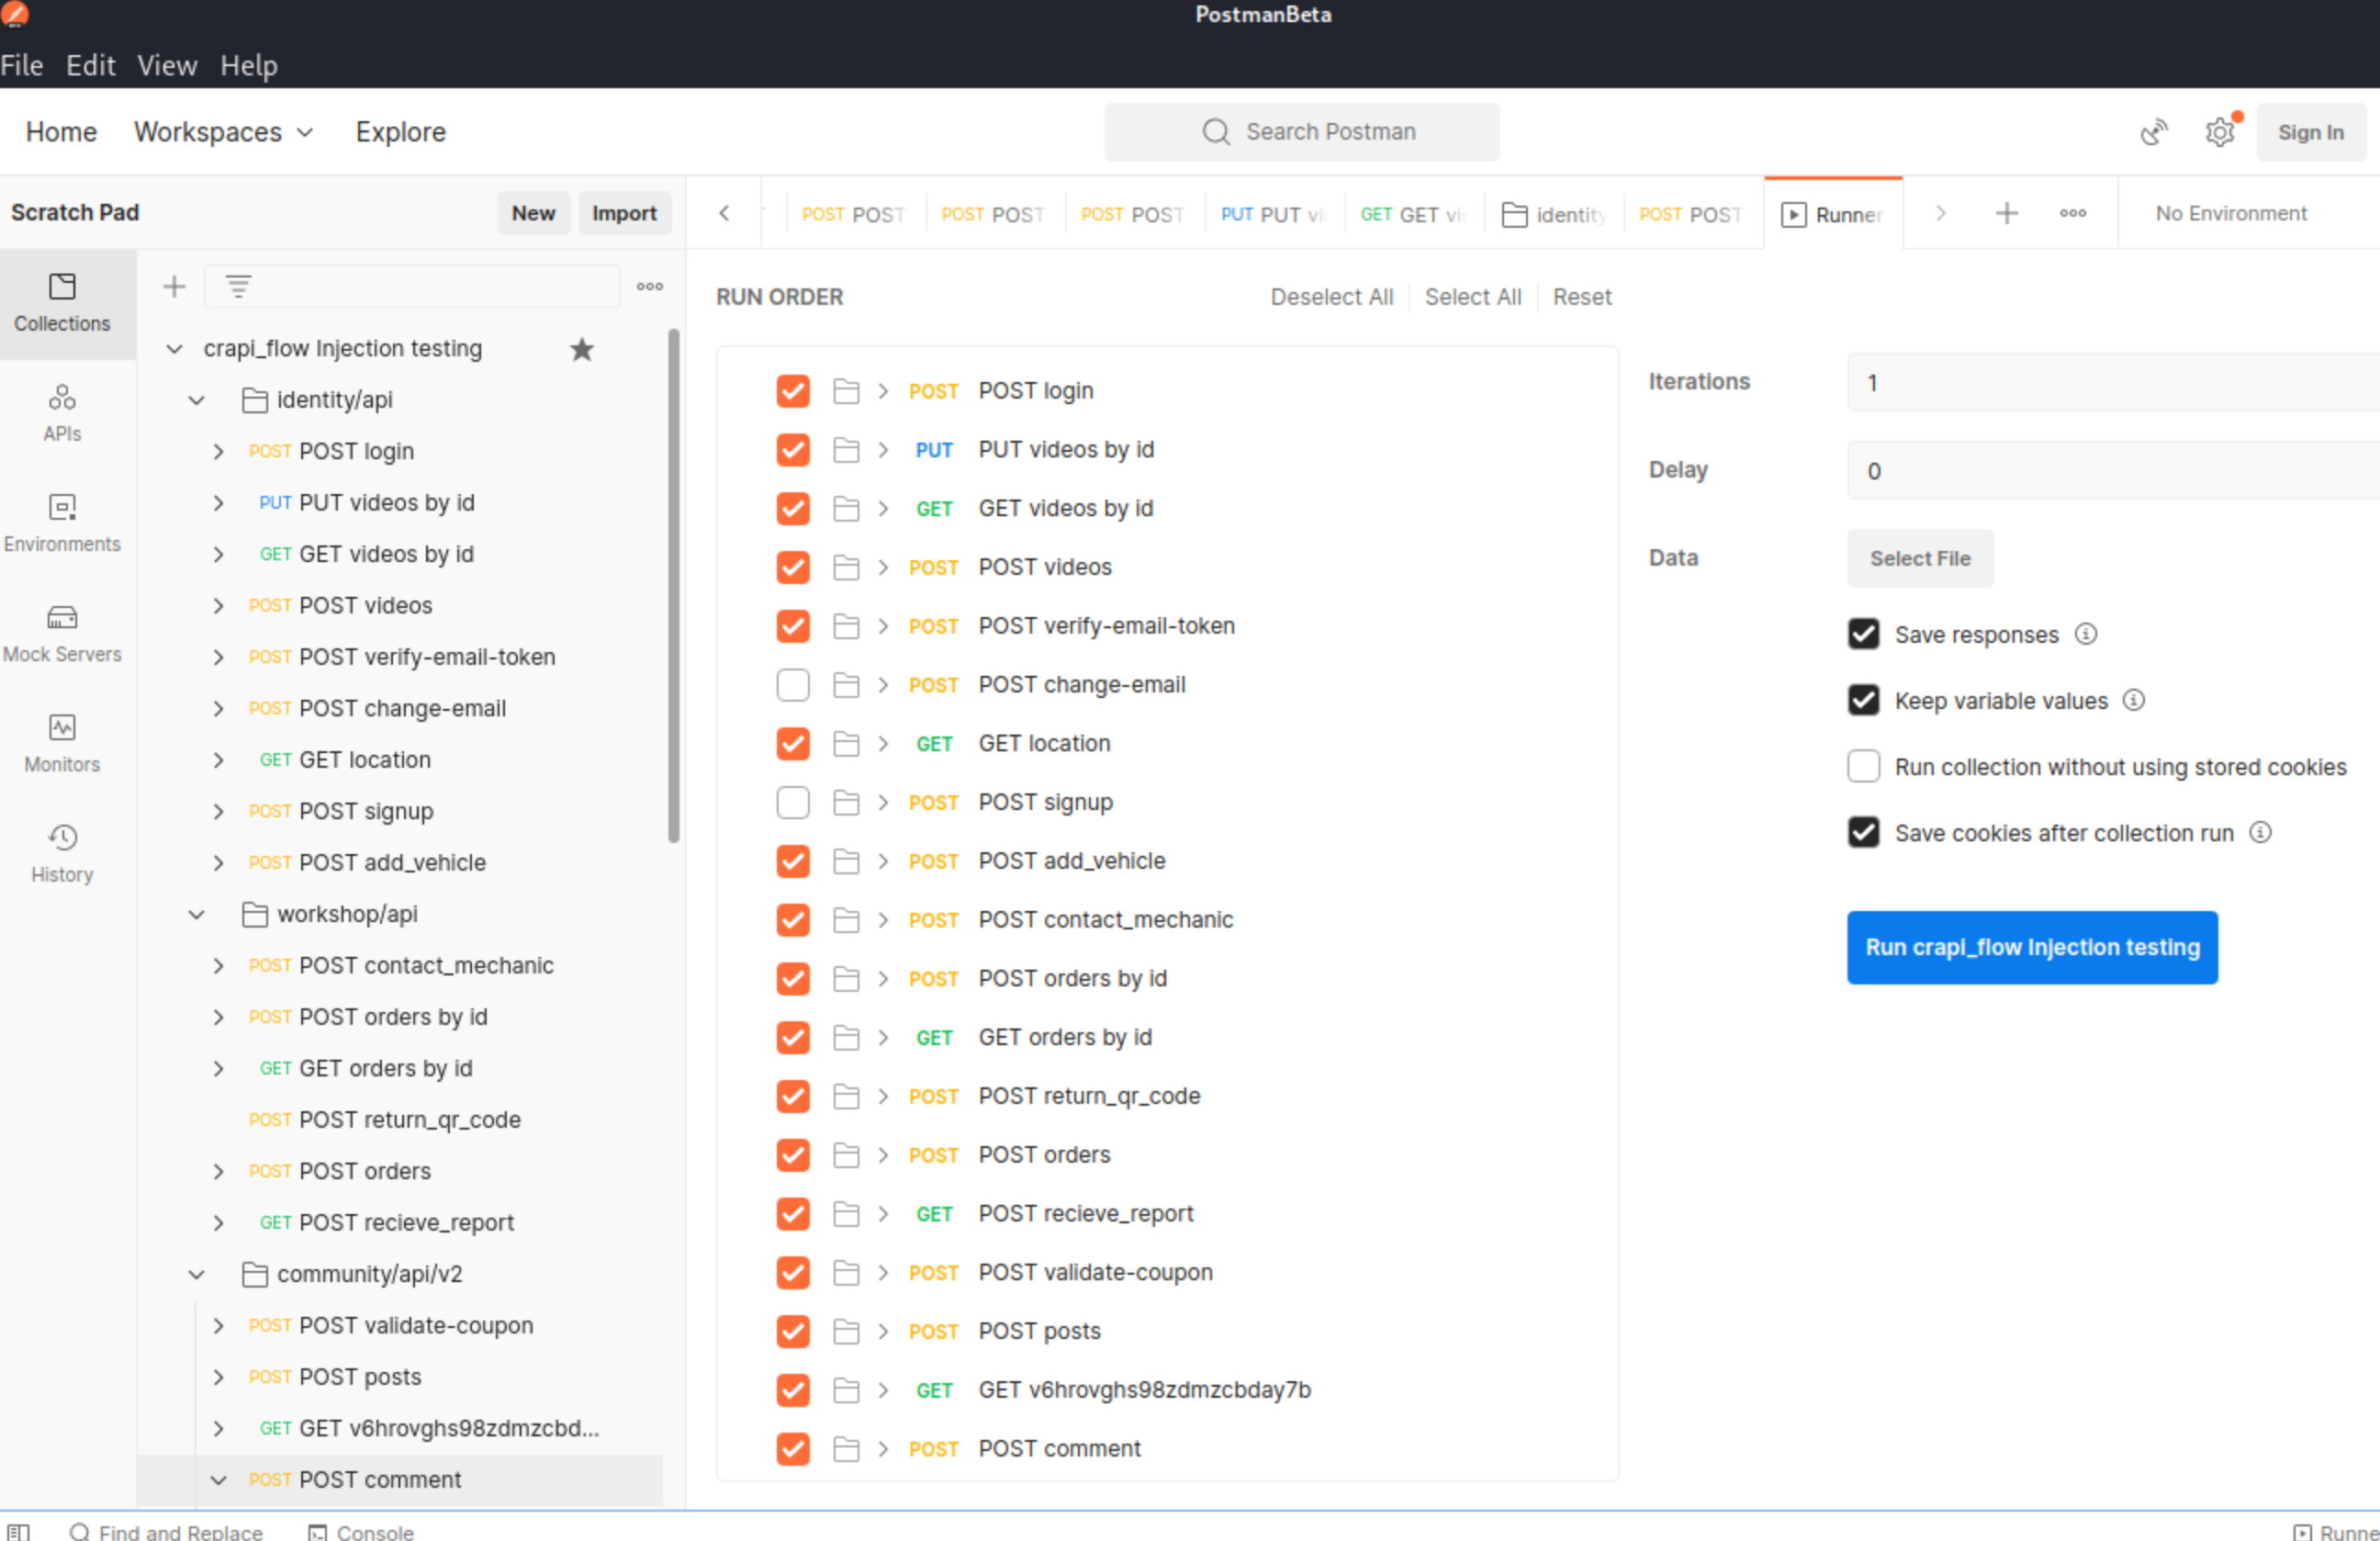 PostmanBeta
File Edit View Help
Home Workspaces Explore
Search Postman
Sign In
Scratch Pad
New Import
POST POST
POST POST
POST POST
PUT PUT
GET GET
identity
POST POST
Runner
No Environment
Collections
APIs
Environments
Mock Servers
Monitors
History
crapi_flow Injection testing
identity/api
POST POST login
PUT PUT videos by id
GET GET videos by id
POST POST videos
POST POST verify-email-token
POST POST change-email
GET GET location
POST POST signup
POST POST add_vehicle
workshop/api
POST POST contact_mechanic
POST POST orders by id
GET GET orders by id
POST POST return_qr_code
POST POST orders
GET POST recieve_report
community/api/v2
POST POST validate-coupon
POST POST posts
GET GET v6hrovghs98zdmzcbd...
POST POST comment
RUN ORDER
Deselect All Select All Reset
POST POST login
PUT PUT videos by id
GET GET videos by id
POST POST videos
POST POST verify-email-token
POST POST change-email
GET GET location
POST POST signup
POST POST add_vehicle
POST POST contact_mechanic
POST POST orders by id
GET GET orders by id
POST POST return_qr_code
POST POST orders
GET POST recieve_report
POST POST validate-coupon
POST POST posts
GET GET v6hrovghs98zdmzcbday7b
POST POST comment
Iterations 1
Delay 0
Data Select File
Save responses
Keep variable values
Run collection without using stored cookies
Save cookies after collection run
Run crapi_flow Injection testing
Find and Replace Console
Runne